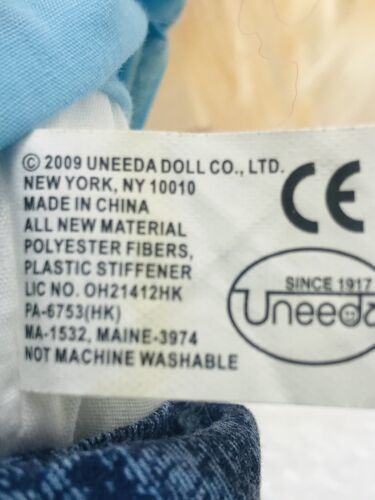 © 2009 UNEEDA DOLL CO., LTD.
NEW YORK, NY 10010
MADE IN CHINA
ALL NEW MATERIAL
POLYESTER FIBERS,
PLASTIC STIFFENER
LIC NO. OH21412HK
PA-6753(HK)
MA-1532, MAINE-3974
NOT MACHINE WASHABLE
CE
SINCE 1917
Uneeda